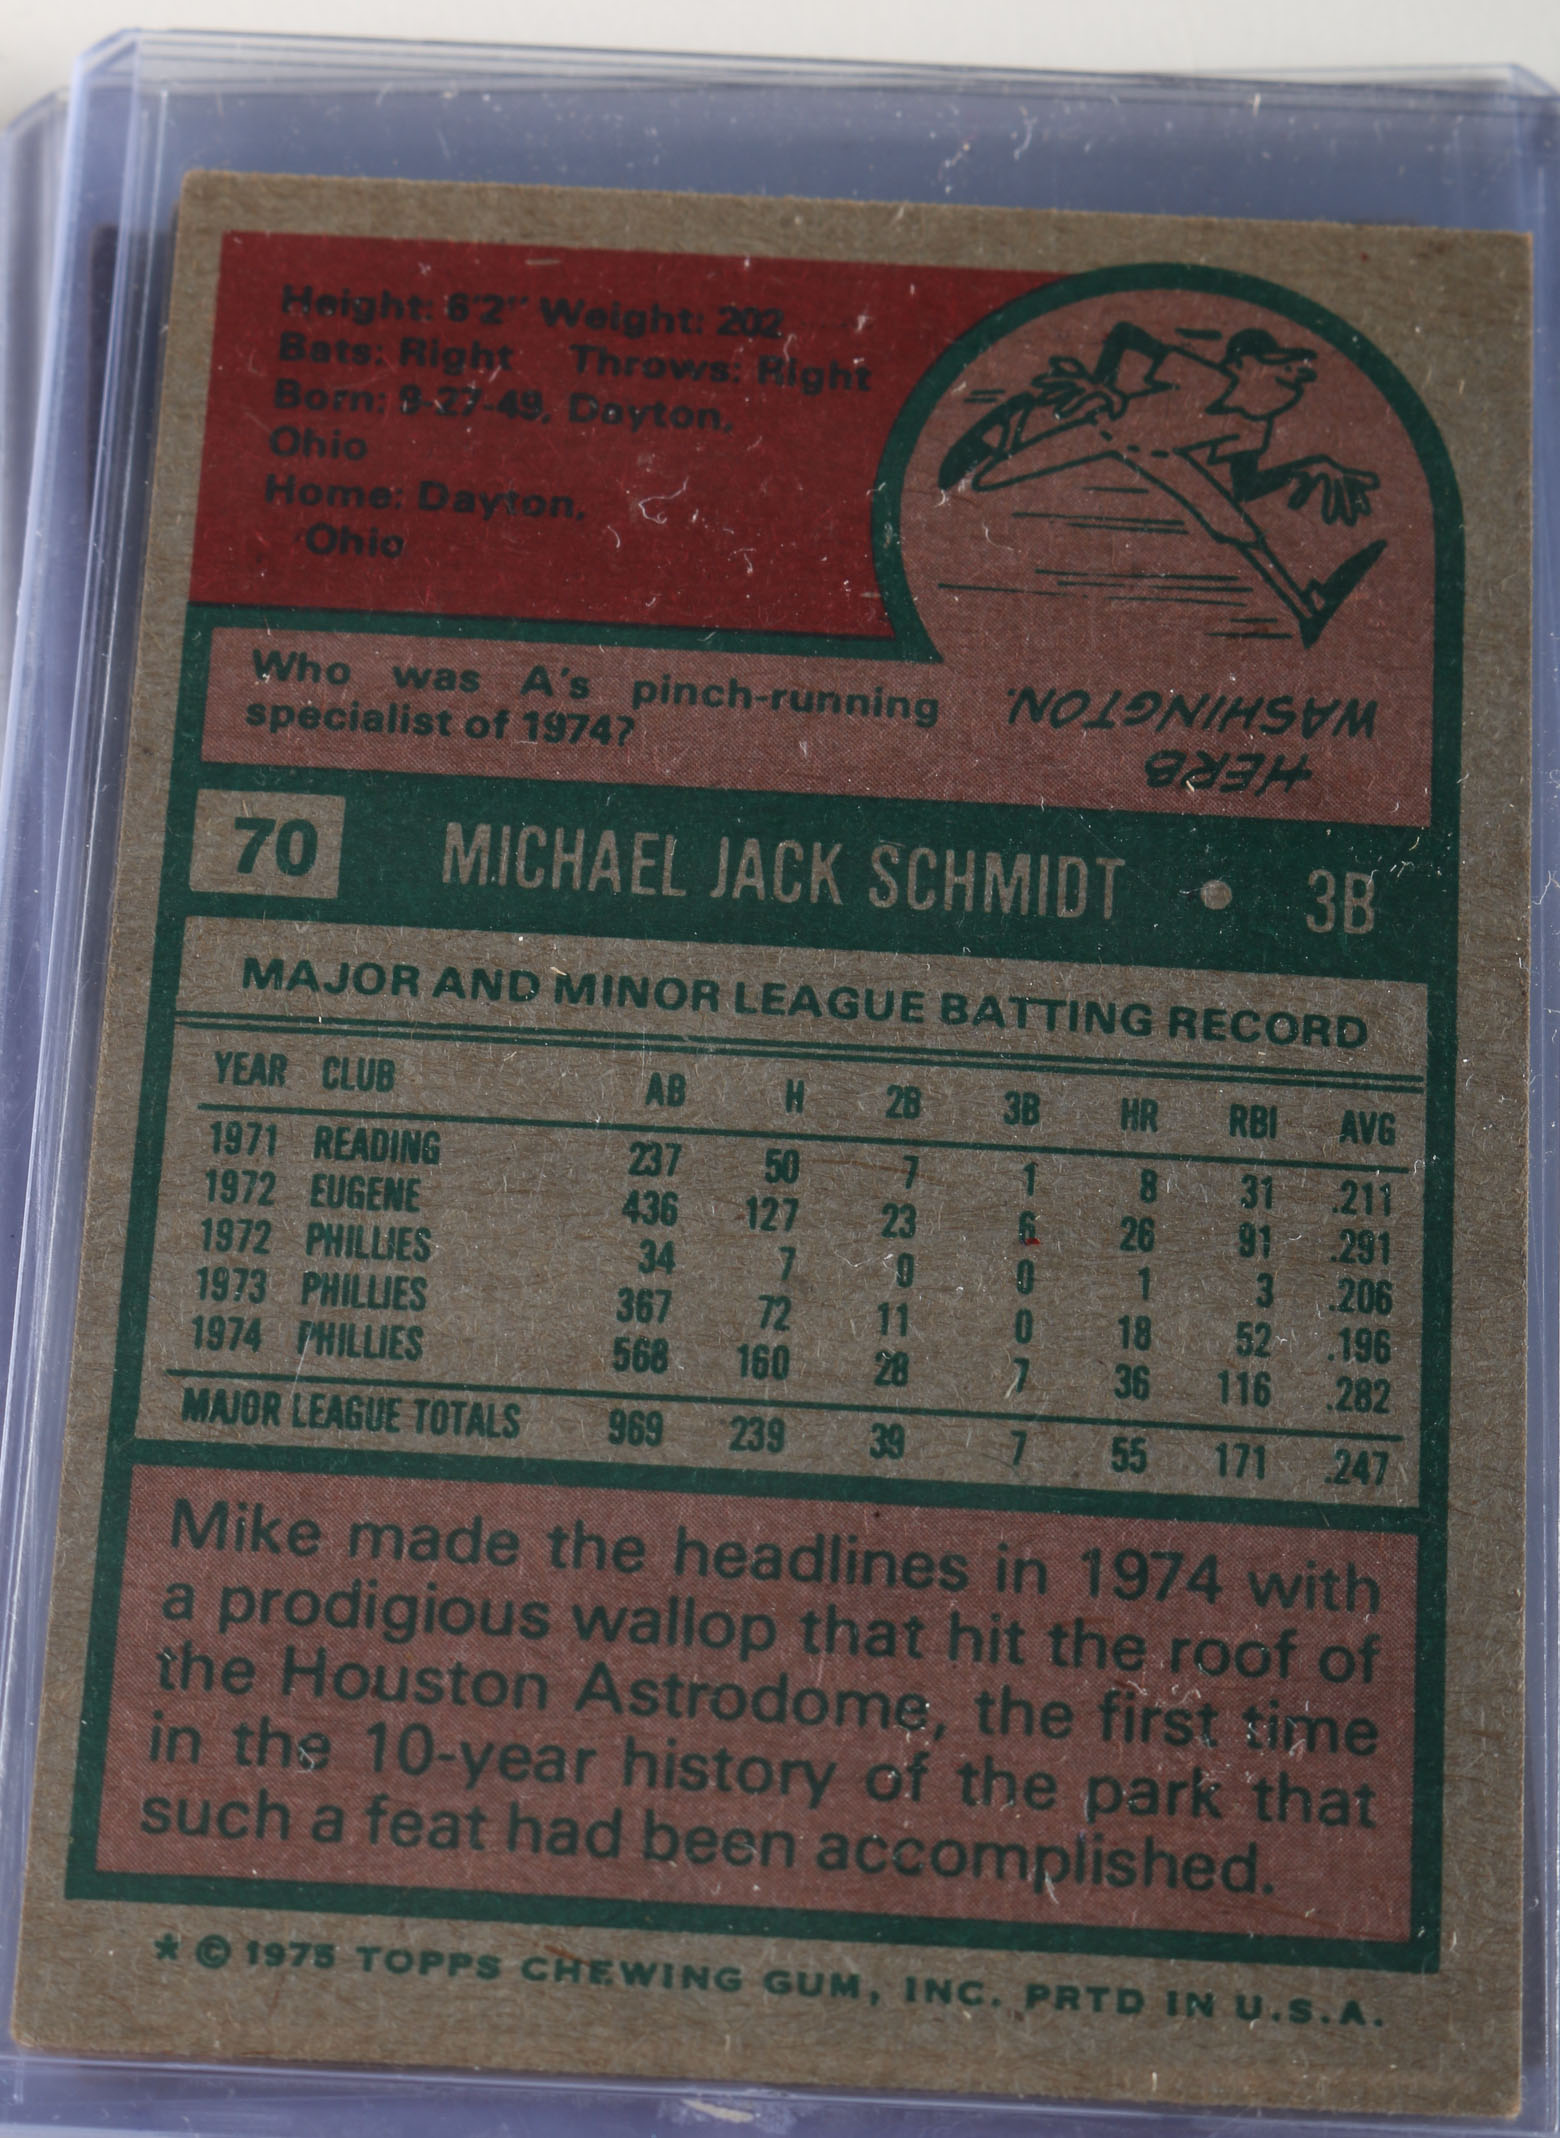 Height: 6'2" Weight: 202
Bats: Right Throws: Right
Born: 9-27-49, Dayton,
Ohio
Home: Dayton,
Ohio
Who was A's pinch-running
specialist of 1974?
HERB
WASHINGTON.
70 MICHAEL JACK SCHMIDT • 3B
MAJOR AND MINOR LEAGUE BATTING RECORD
YEAR CLUB AB H 2B 3B HR RBI AVG
1971 READING 237 50 7 1 8 31 .211
1972 EUGENE 436 127 23 6 26 91 .291
1972 PHILLIES 34 7 0 0 1 3 .206
1973 PHILLIES 367 72 11 0 18 52 .196
1974 PHILLIES 568 160 28 7 36 116 .282
MAJOR LEAGUE TOTALS 969 239 39 7 55 171 .247
Mike made the headlines in 1974 with
a prodigious wallop that hit the roof of
the Houston Astrodome, the first time
in the 10-year history of the park that
such a feat had been accomplished.
* © 1975 TOPPS CHEWING GUM, INC. PRTD IN U.S.A.